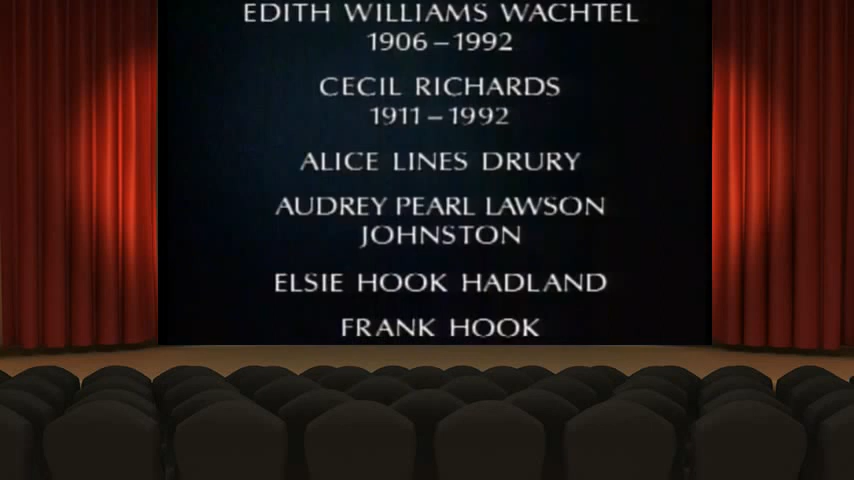 EDITH WILLIAMS WACHTEL
1906–1992
CECIL RICHARDS
1911–1992
ALICE LINES DRURY
AUDREY PEARL LAWSON
JOHNSTON
ELSIE HOOK HADLAND
FRANK HOOK